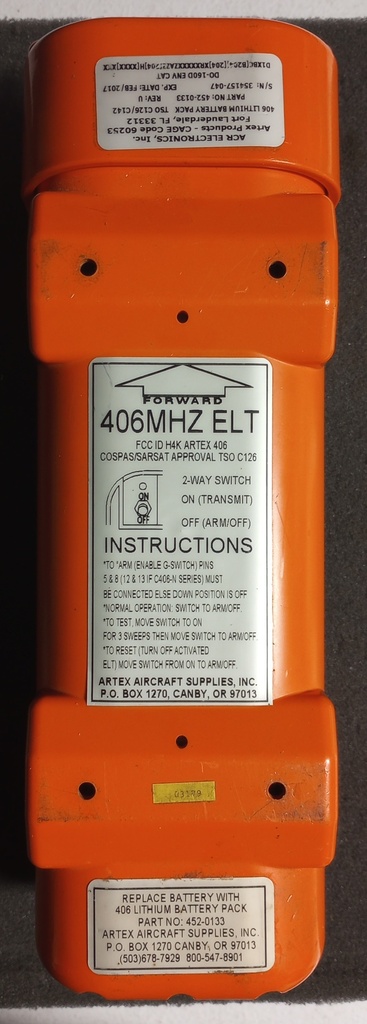 ACR ELECTRONICS, Inc.
Artex Products - CAGE Code 60253
Fort Lauderdale, FL 33312
406 LITHIUM BATTERY PACK TSO C126/C142
PART NO: 452-0133 REV: U
S/N: 354157-047 EXP. DATE: FEB / 2017
DO-160D ENV CAT
FORWARD
406MHZ ELT
FCC ID H4K ARTEX 406
COSPAS/SARSAT APPROVAL TSO C126
2-WAY SWITCH
ON
ON (TRANSMIT)
OFF
OFF (ARM/OFF)
INSTRUCTIONS
*TO "ARM (ENABLE G-SWITCH) PINS
5 & 8 (12 & 13 IF C406-N SERIES) MUST
BE CONNECTED ELSE DOWN POSITION IS OFF
*NORMAL OPERATION: SWITCH TO ARM/OFF.
*TO TEST, MOVE SWITCH TO ON
FOR 3 SWEEPS THEN MOVE SWITCH TO ARM/OFF.
*TO RESET (TURN OFF ACTIVATED
ELT) MOVE SWITCH FROM ON TO ARM/OFF.
ARTEX AIRCRAFT SUPPLIES, INC.
P.O. BOX 1270, CANBY, OR 97013
REPLACE BATTERY WITH
406 LITHIUM BATTERY PACK
PART NO: 452-0133
ARTEX AIRCRAFT SUPPLIES, INC.
P.O. BOX 1270 CANBY, OR 97013
(503)678-7929 800-547-8901